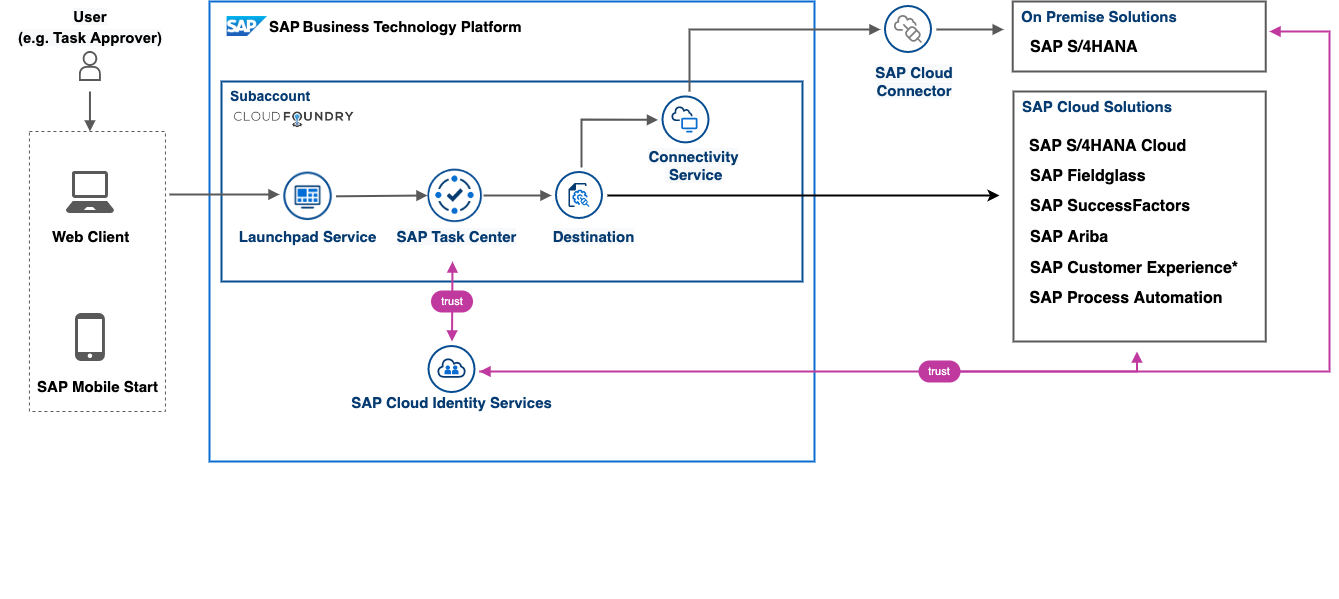 User
(e.g. Task Approver)
Web Client
SAP Mobile Start
SAP SAP Business Technology Platform
Subaccount
CLOUDFOUNDRY
Launchpad Service
SAP Task Center
Destination
Connectivity
Service
trust
SAP Cloud Identity Services
SAP Cloud
Connector
On Premise Solutions
SAP S/4HANA
SAP Cloud Solutions
SAP S/4HANA Cloud
SAP Fieldglass
SAP SuccessFactors
SAP Ariba
SAP Customer Experience*
SAP Process Automation
trust